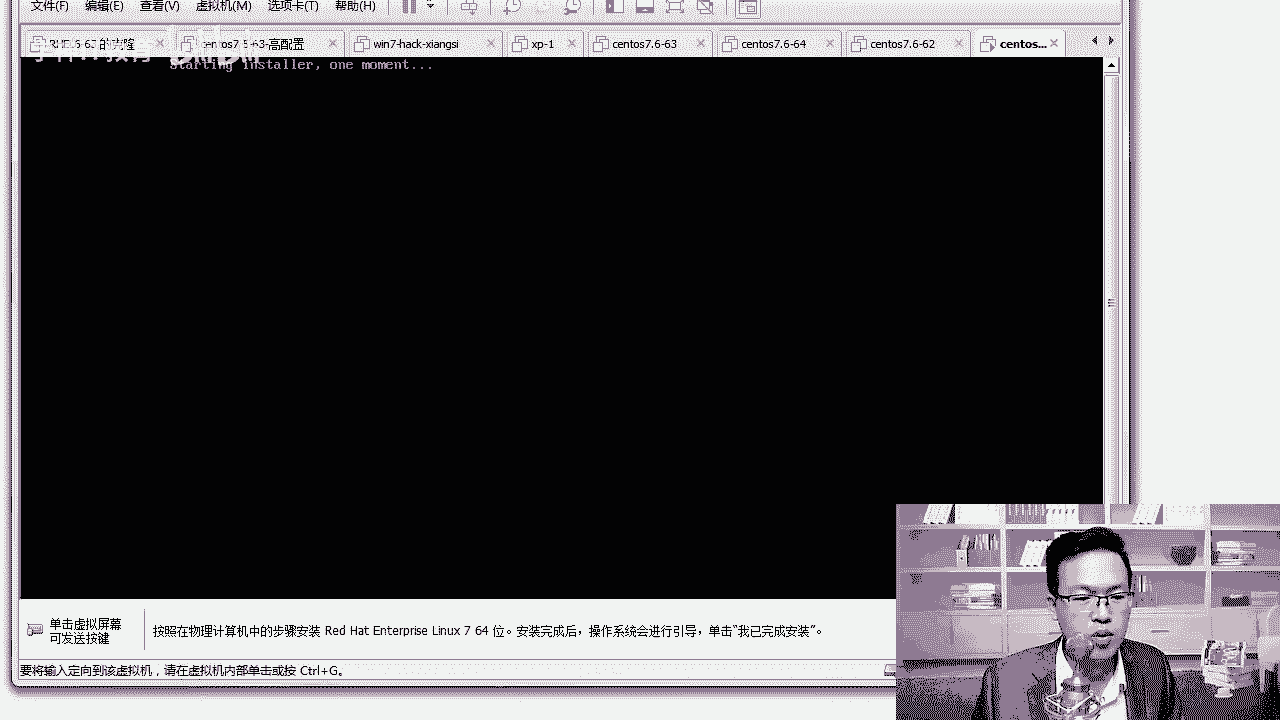 文件(F) 编辑(E) 查看(V) 虚拟机(M) 选项卡(T) 帮助(H)
centos7.5-63-高配置 win7-hack-xiangsi xp-1 centos7.6-63 centos7.6-64 centos7.6-62 centos...
bilibili
Starting installer, one moment...
单击虚拟屏幕
可发送按键
按照在物理计算机中的步骤安装 Red Hat Enterprise Linux 7 64 位。安装完成后，操作系统会进行引导，单击“我已完成安装”。
要将输入定向到该虚拟机，请在虚拟机内部单击或按 Ctrl+G。